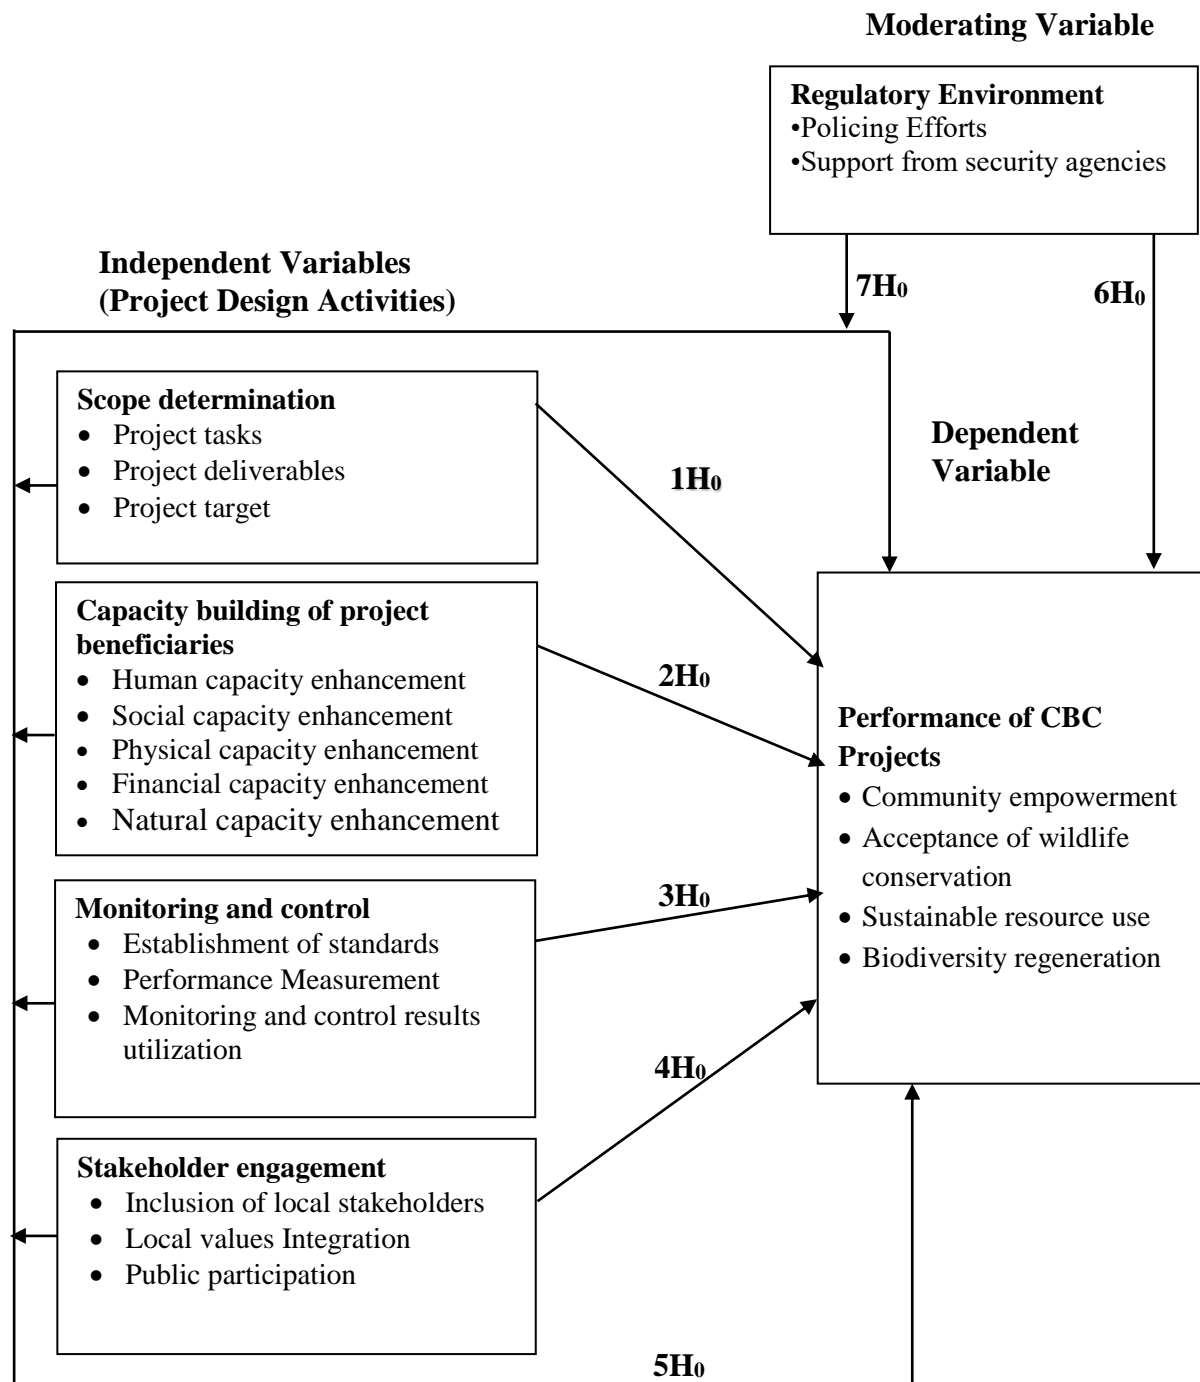 Moderating Variable
Regulatory Environment
•Policing Efforts
•Support from security agencies
Independent Variables
(Project Design Activities)
7H₀
6H₀
Scope determination
• Project tasks
• Project deliverables
• Project target
1H₀
Dependent
Variable
Capacity building of project
beneficiaries
• Human capacity enhancement
• Social capacity enhancement
• Physical capacity enhancement
• Financial capacity enhancement
• Natural capacity enhancement
2H₀
Performance of CBC
Projects
• Community empowerment
• Acceptance of wildlife
conservation
• Sustainable resource use
• Biodiversity regeneration
Monitoring and control
• Establishment of standards
• Performance Measurement
• Monitoring and control results
utilization
3H₀
4H₀
Stakeholder engagement
• Inclusion of local stakeholders
• Local values Integration
• Public participation
5H₀